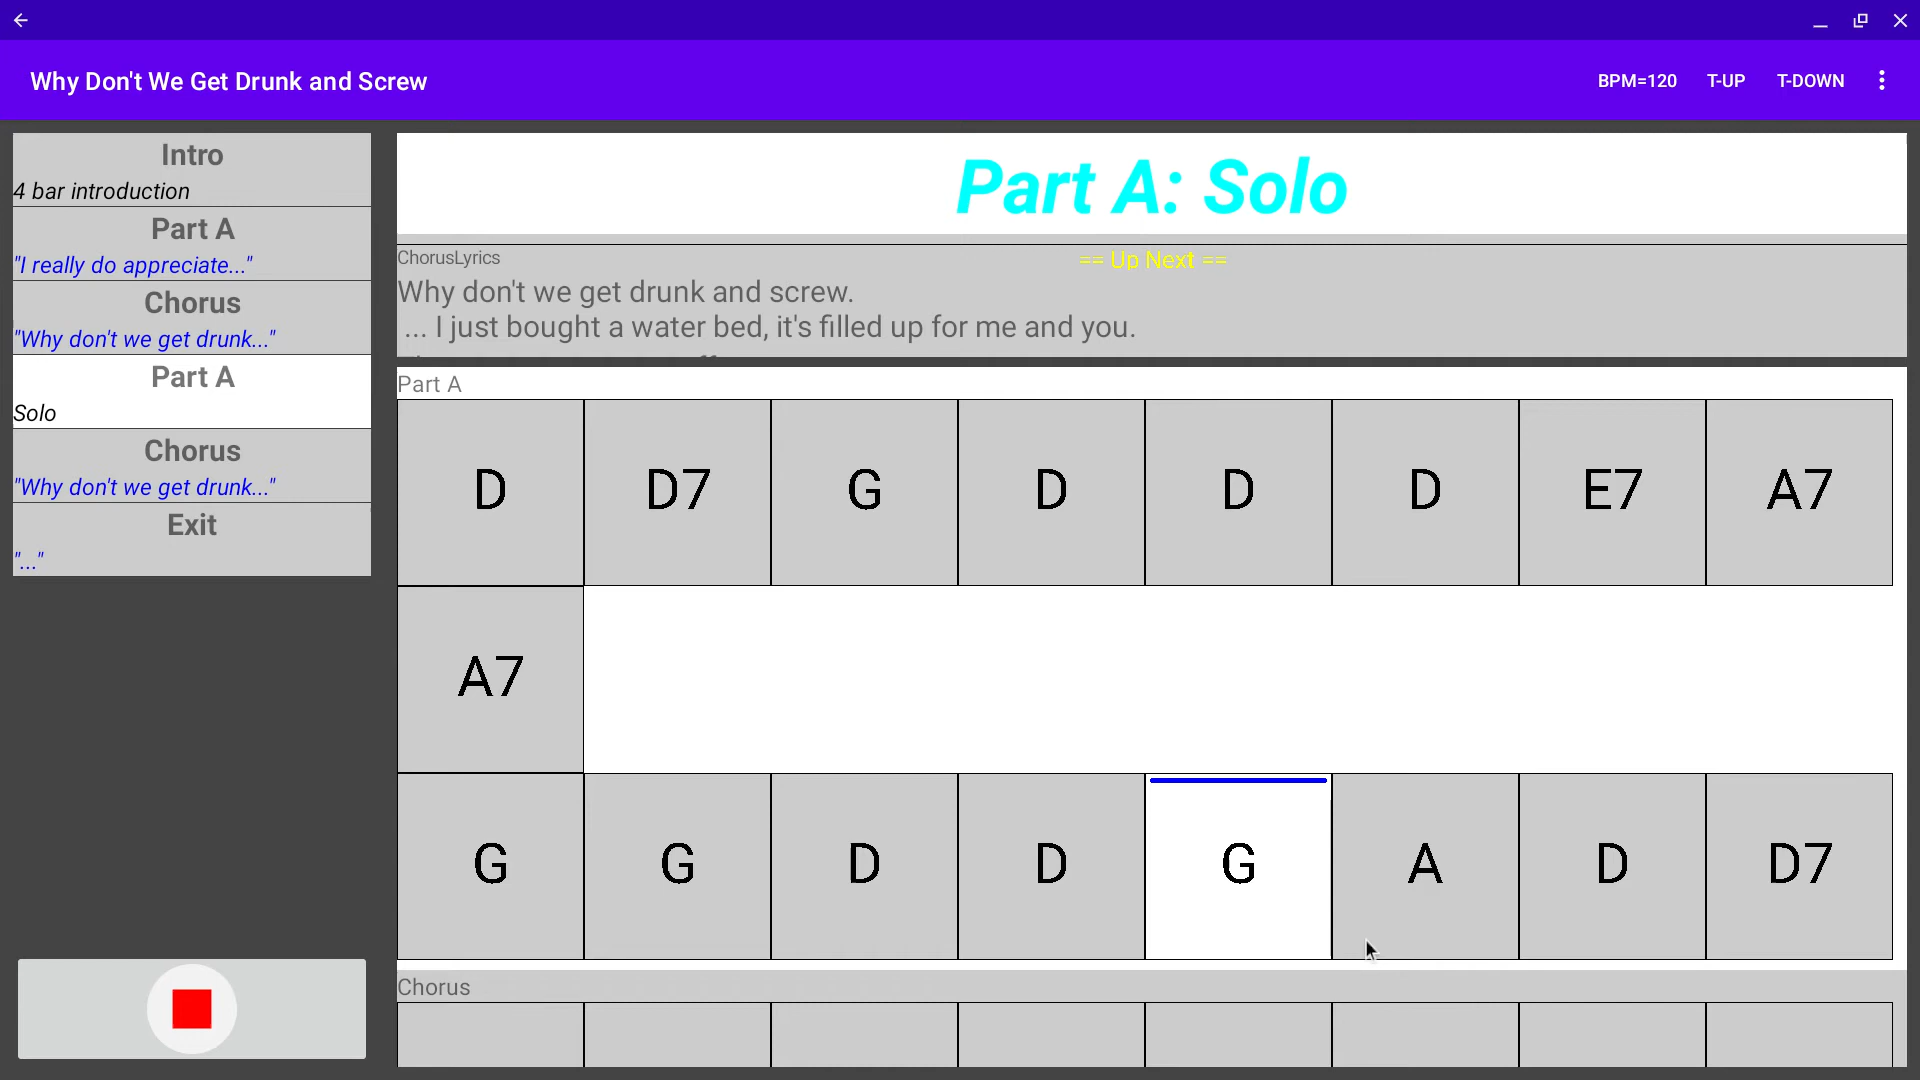 Why Don't We Get Drunk and Screw
BPM=120 T-UP T-DOWN
Intro
4 bar introduction
Part A
"I really do appreciate..."
Chorus
"Why don't we get drunk..."
Part A
Solo
Chorus
"Why don't we get drunk..."
Exit
"..."
Part A: Solo
ChorusLyrics
== Up Next ==
Why don't we get drunk and screw.
... I just bought a water bed, it's filled up for me and you.
Part A
D D7 G D D D E7 A7
A7
G G D D G A D D7
Chorus